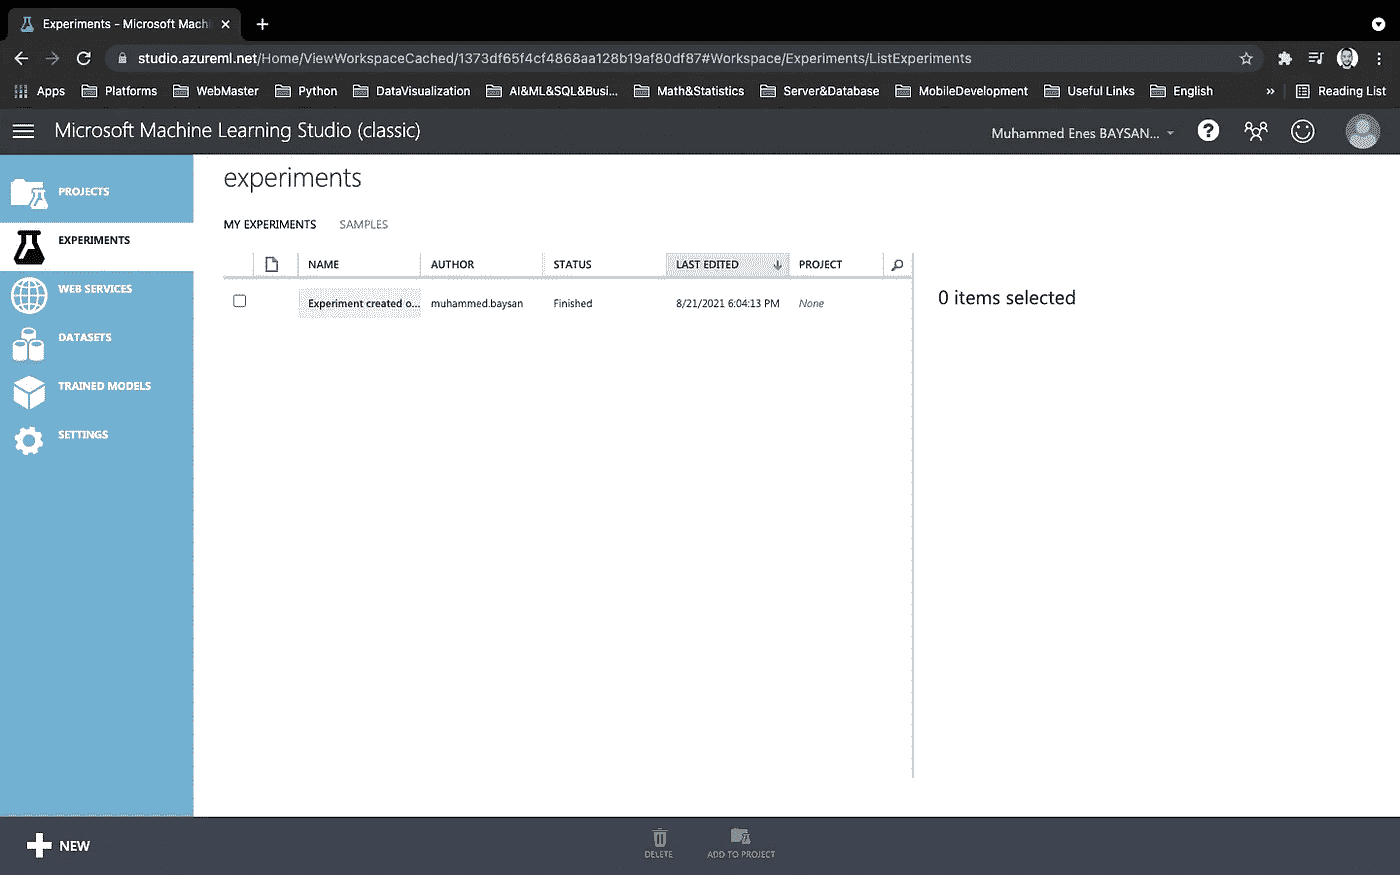 Experiments - Microsoft Machi
studio.azureml.net/Home/ViewWorkspaceCached/1373df65f4cf4868aa128b19af80df87#Workspace/Experiments/ListExperiments
Apps Platforms WebMaster Python DataVisualization AI&ML&SQL&Busi... Math&Statistics Server&Database MobileDevelopment Useful Links English » Reading List
Microsoft Machine Learning Studio (classic) Muhammed Enes BAYSAN... ?
PROJECTS
EXPERIMENTS
WEB SERVICES
DATASETS
TRAINED MODELS
SETTINGS
experiments
MY EXPERIMENTS SAMPLES
NAME AUTHOR STATUS LAST EDITED PROJECT
Experiment created o... muhammed.baysan Finished 8/21/2021 6:04:13 PM None
0 items selected
NEW DELETE ADD TO PROJECT